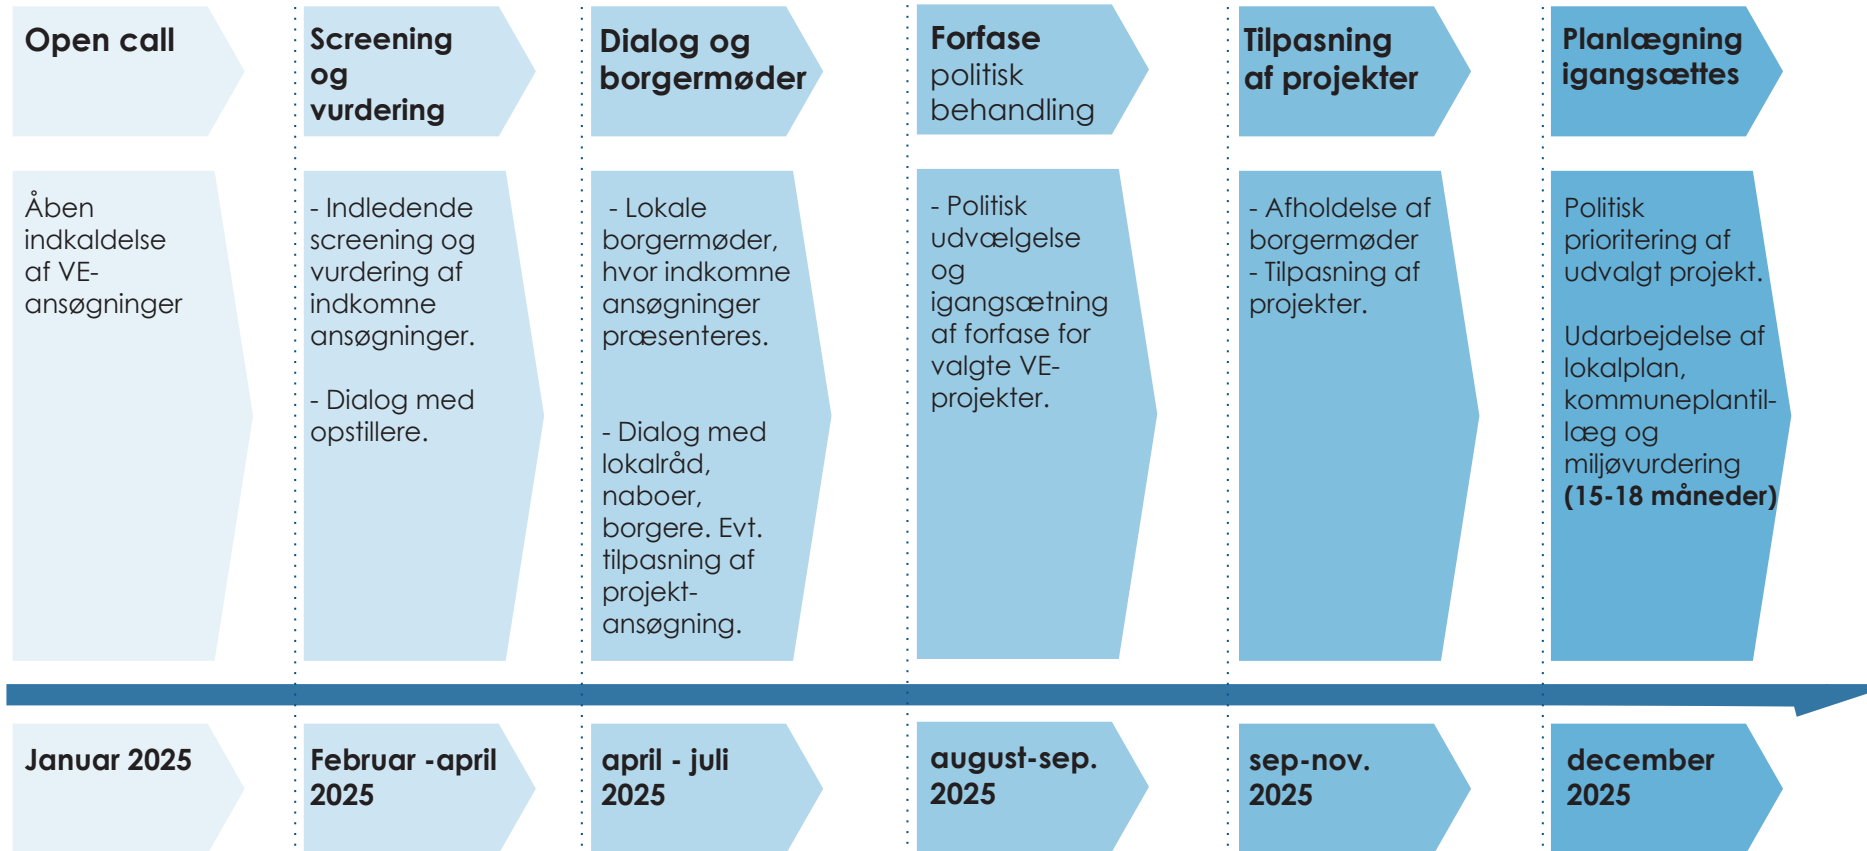 Open call
Screening
og
vurdering
Dialog og
borgermøder
Forfase
politisk
behandling
Tilpasning
af projekter
Planlægning
igangsættes
Åben
indkaldelse
af VE-
ansøgninger
- Indledende
screening og
vurdering af
indkomne
ansøgninger.
- Dialog med
opstillere.
- Lokale
borgermøder,
hvor indkomne
ansøgninger
præsenteres.
- Dialog med
lokalråd,
naboer,
borgere. Evt.
tilpasning af
projekt-
ansøgning.
- Politisk
udvælgelse
og
igangsætning
af forfase for
valgte VE-
projekter.
- Afholdelse af
borgermøder
- Tilpasning af
projekter.
Politisk
prioritering af
udvalgt projekt.
Udarbejdelse af
lokalplan,
kommuneplantil-
læg og
miljøvurdering
(15-18 måneder)
Januar 2025
Februar -april
2025
april - juli
2025
august-sep.
2025
sep-nov.
2025
december
2025